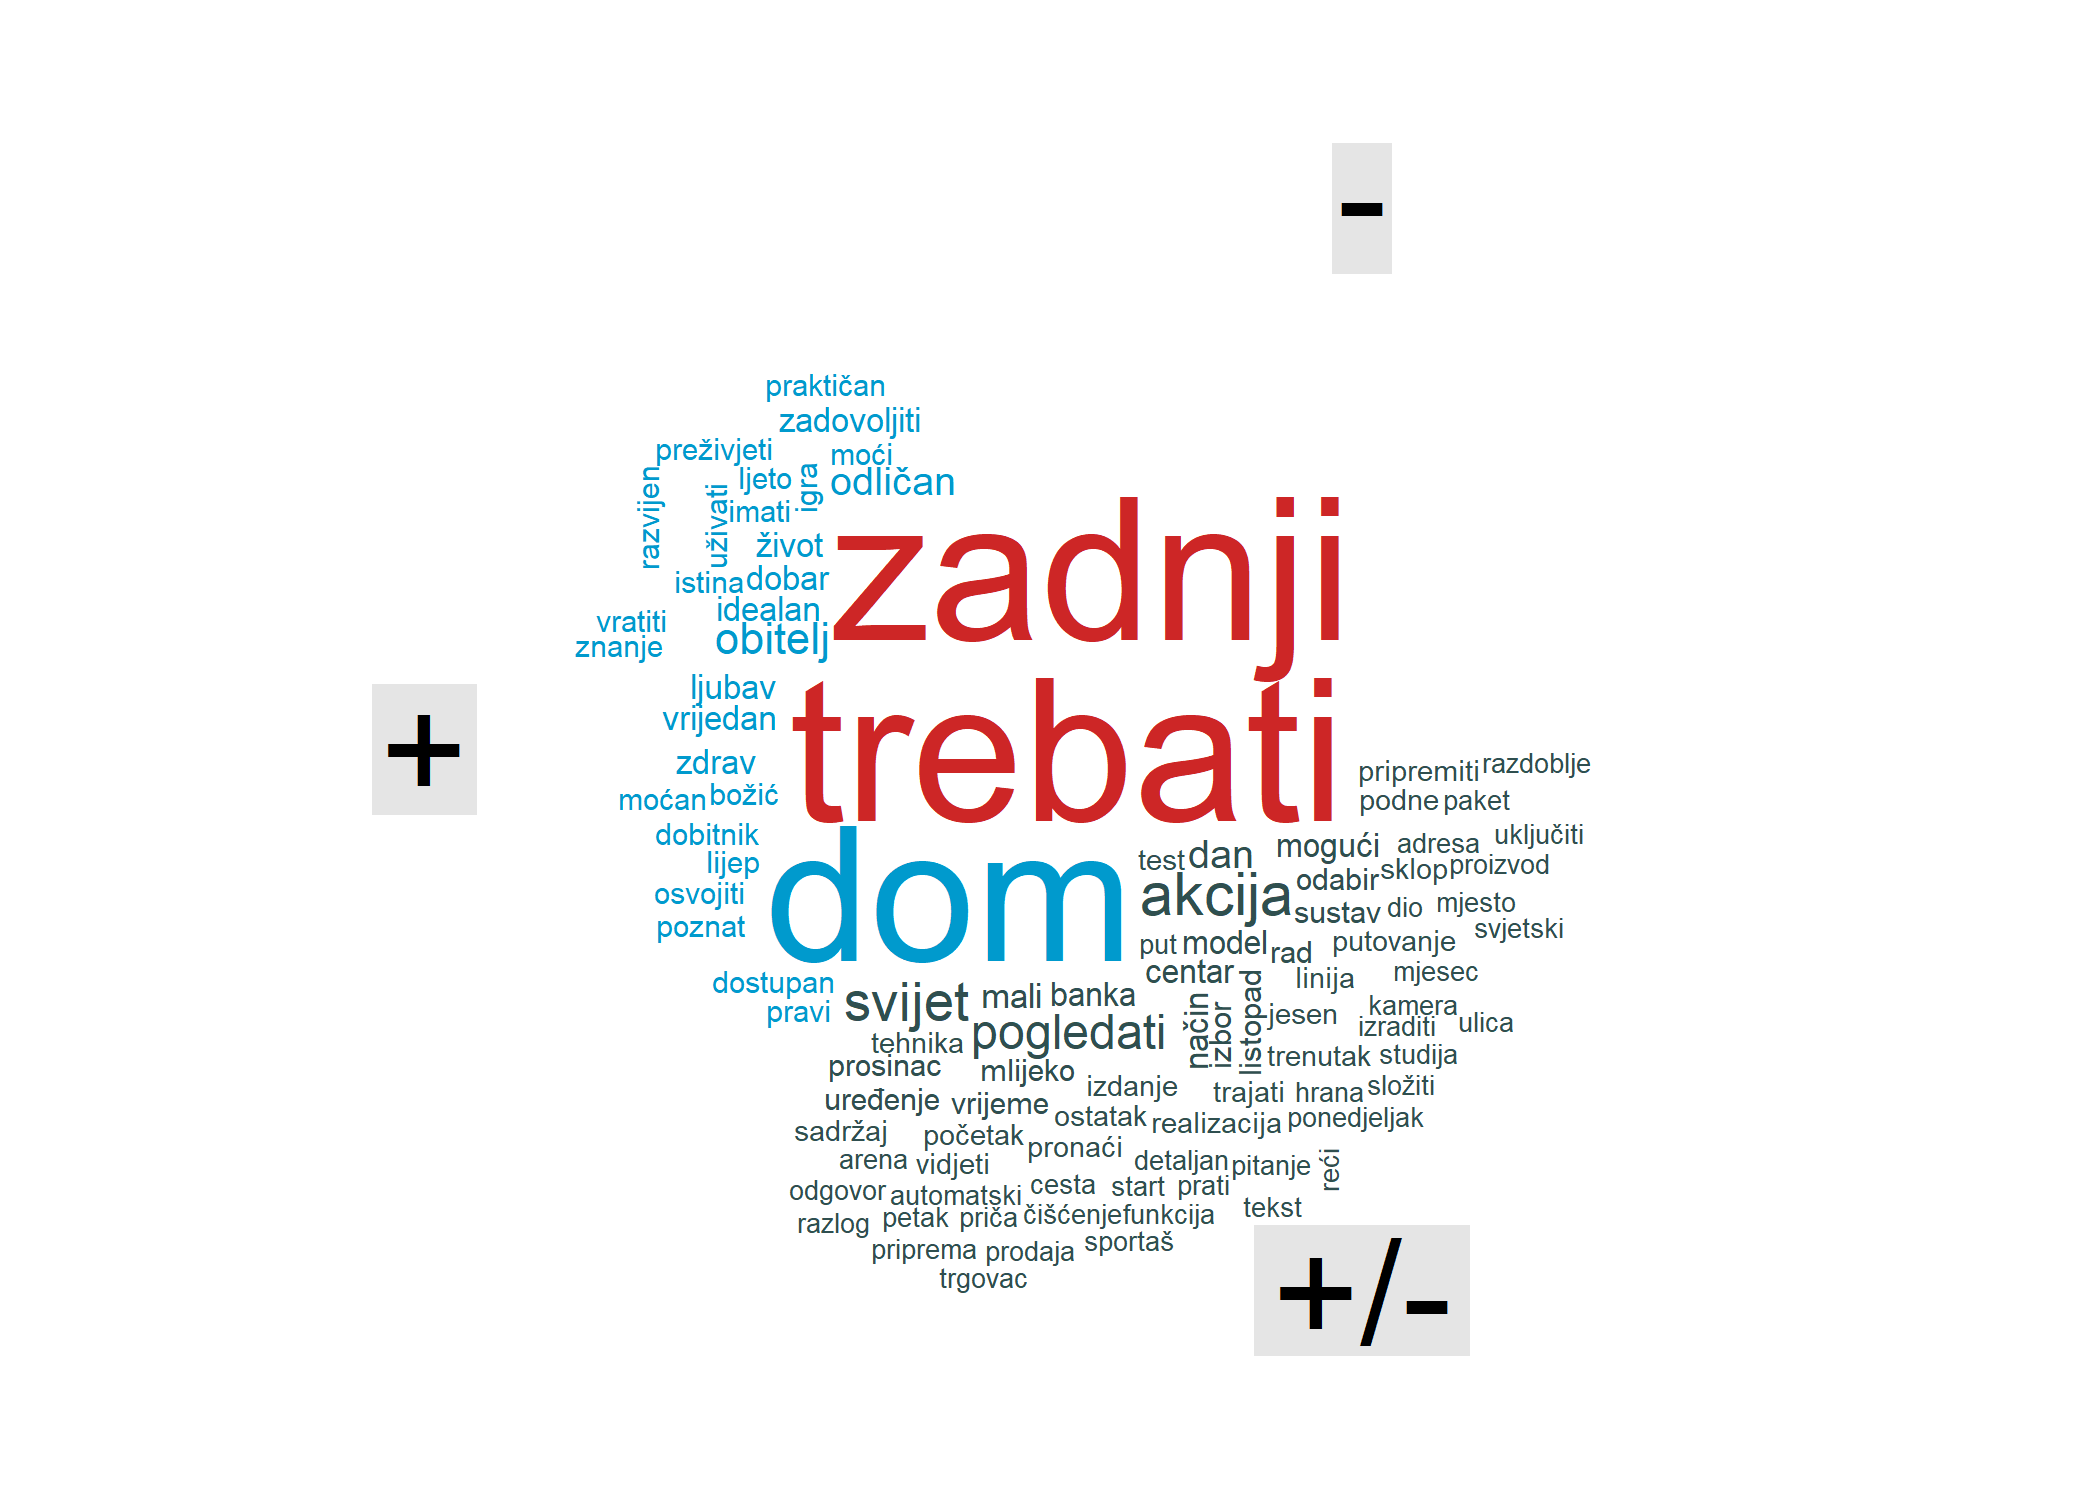 -
praktičan
zadovoljiti
preživjeti
moći
ljeto
igra
odličan
razvijen
uživati
imati
život
zadnji
istina
dobar
idealan
vratiti
obitelj
znanje
ljubav
vrijedan
trebati
+
zdrav
moćan
božić
pripremiti
razdoblje
podne
paket
dobitnik
lijep
osvojiti
poznat
dom
test
dan
mogući
adresa
uključiti
akcija
odabir
sklop
proizvod
sustav
dio
mjesto
svjetski
put
model
rad
putovanje
centar
linija
mjesec
dostupan
pravi
svijet
mali
banka
način
izbor
listopad
jesen
kamera
izraditi
ulica
tehnika
pogledati
trenutak
studija
prosinac
mlijeko
izdanje
trajati
hrana
složiti
uređenje
vrijeme
ostatak
realizacija
ponedjeljak
sadržaj
početak
pronaći
arena
vidjeti
detaljan
pitanje
reći
odgovor
automatski
cesta
start
prati
tekst
razlog
petak
priča
čišćenje
funkcija
priprema
prodaja
sportaš
trgovac
+/-